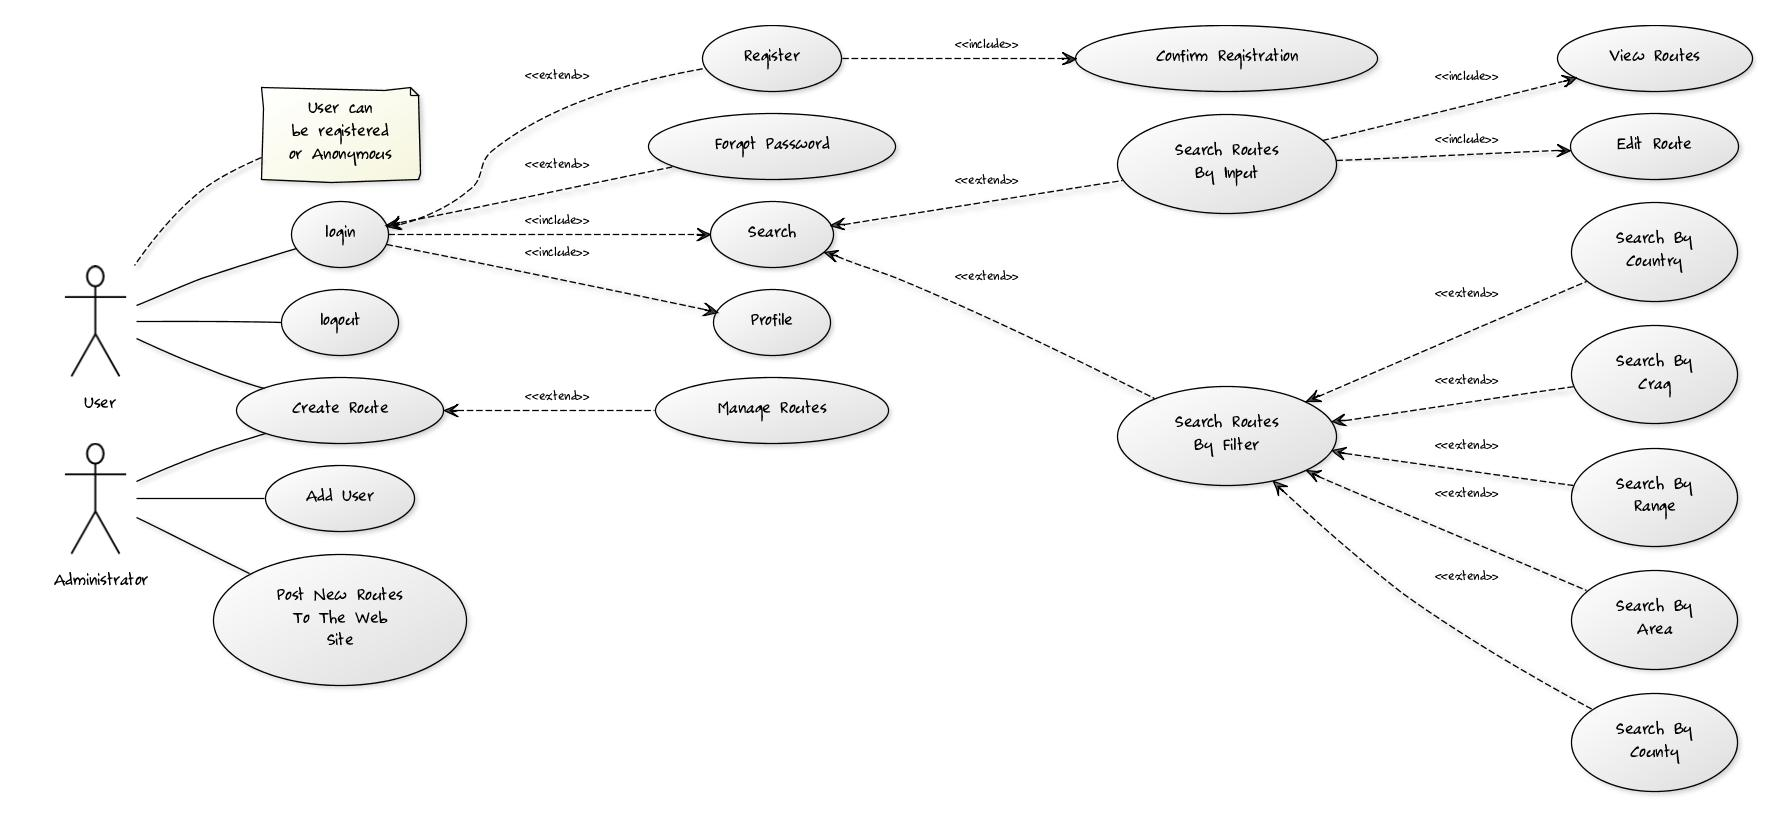 Register
<<include>>
Confirm Registration
View Routes
<<extend>>
<<include>>
User can
be registered
or Anonymous
Forgot Password
<<extend>>
Search Routes
By Input
<<include>>
Edit Route
<<extend>>
login
<<include>>
Search
<<include>>
Search By
Country
<<extend>>
<<extend>>
logout
Profile
Search By
Crag
<<extend>>
User
Create Route
<<extend>>
Manage Routes
Search Routes
By Filter
<<extend>>
Search By
Range
<<extend>>
Add User
Administrator
Post New Routes
To The Web
Site
<<extend>>
Search By
Area
Search By
County